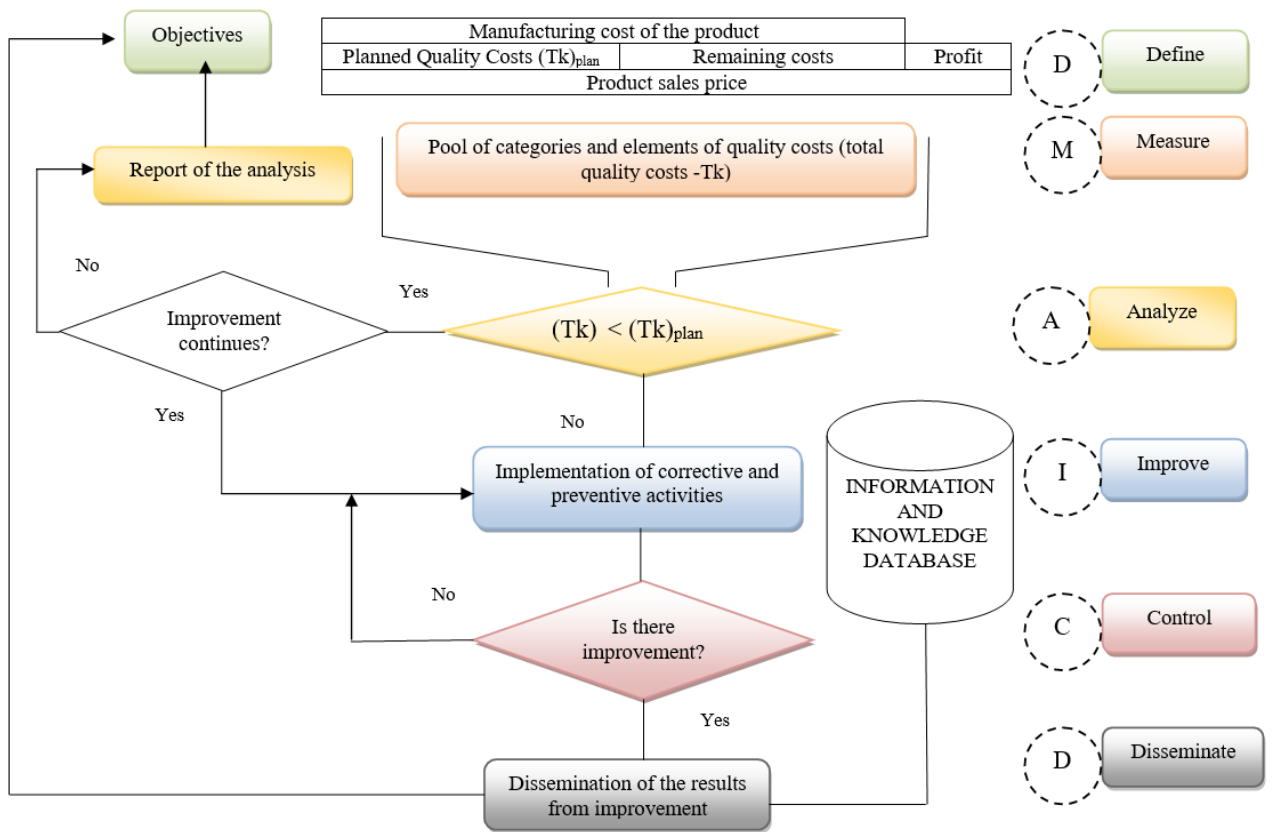 Objectives
Manufacturing cost of the product
Planned Quality Costs (Tk)plan
Remaining costs
Profit
Product sales price
D
Define
Report of the analysis
Pool of categories and elements of quality costs (total
quality costs -Tk)
M
Measure
No
Improvement
continues?
Yes
(Tk) < (Tk)plan
A
Analyze
Yes
No
Implementation of corrective and
preventive activities
INFORMATION
AND
KNOWLEDGE
DATABASE
I
Improve
No
Is there
improvement?
C
Control
Yes
Dissemination of the results
from improvement
D
Disseminate